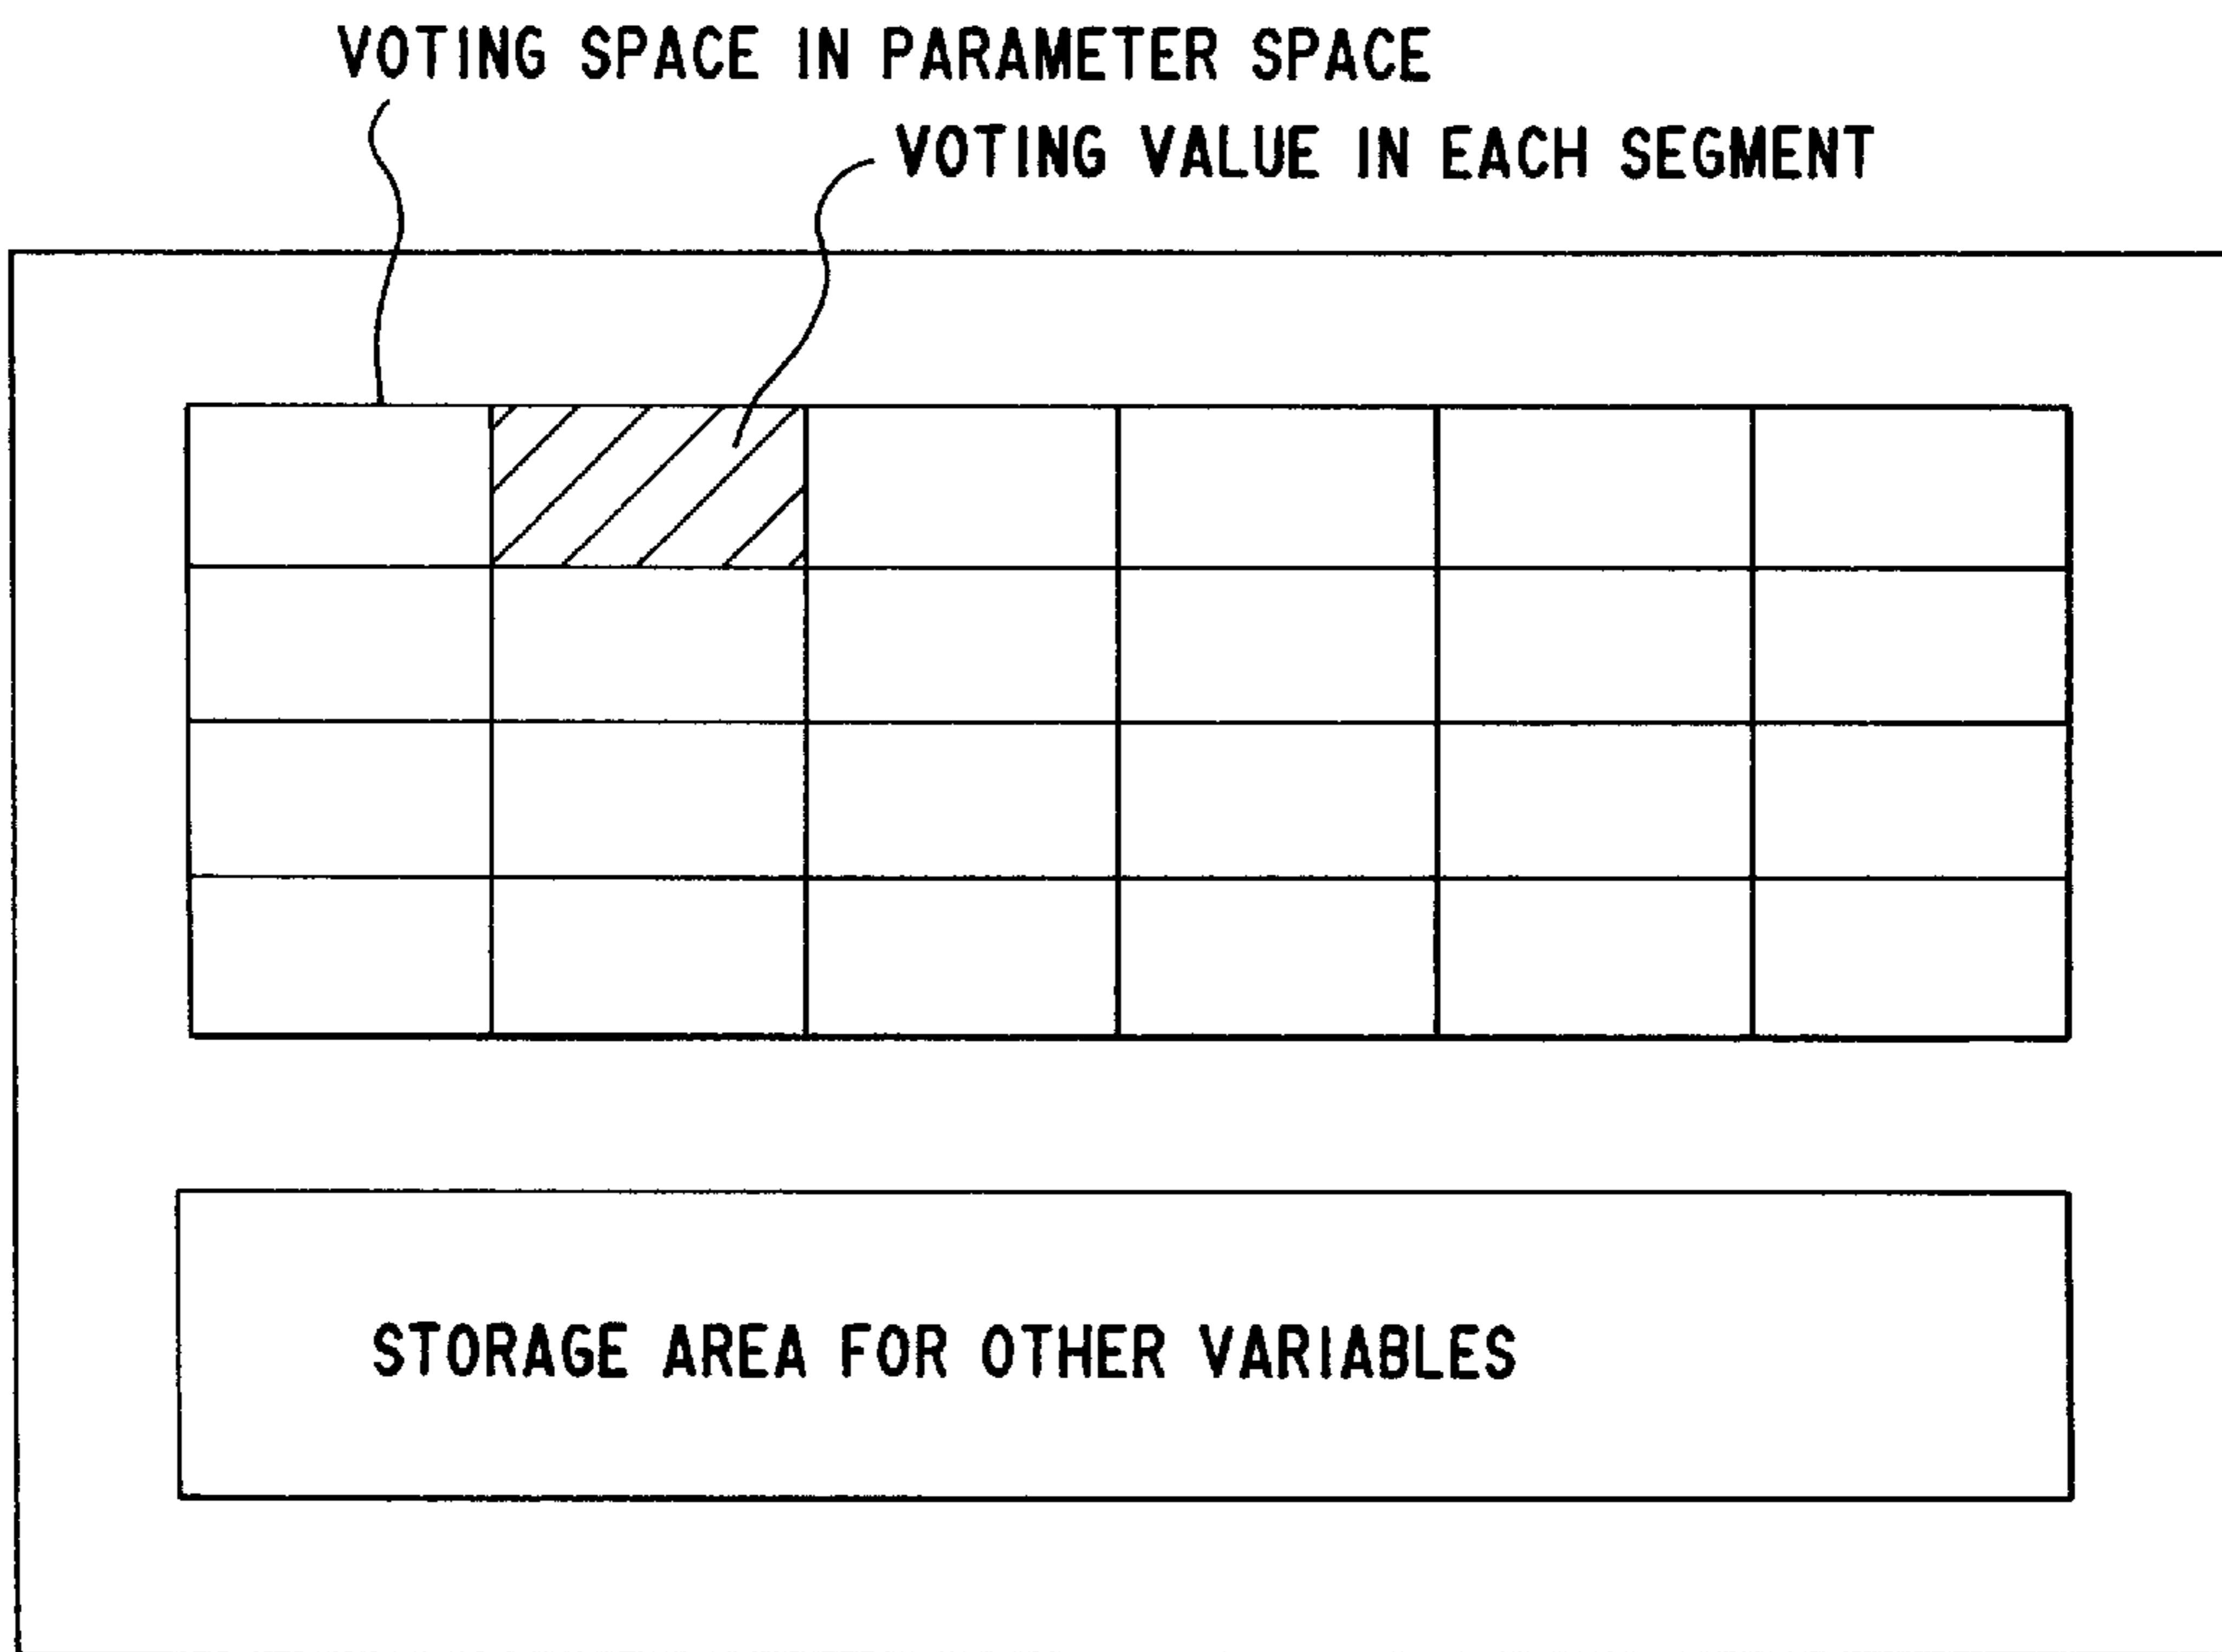 VOTING SPACE IN PARAMETER SPACE
VOTING VALUE IN EACH SEGMENT
STORAGE AREA FOR OTHER VARIABLES